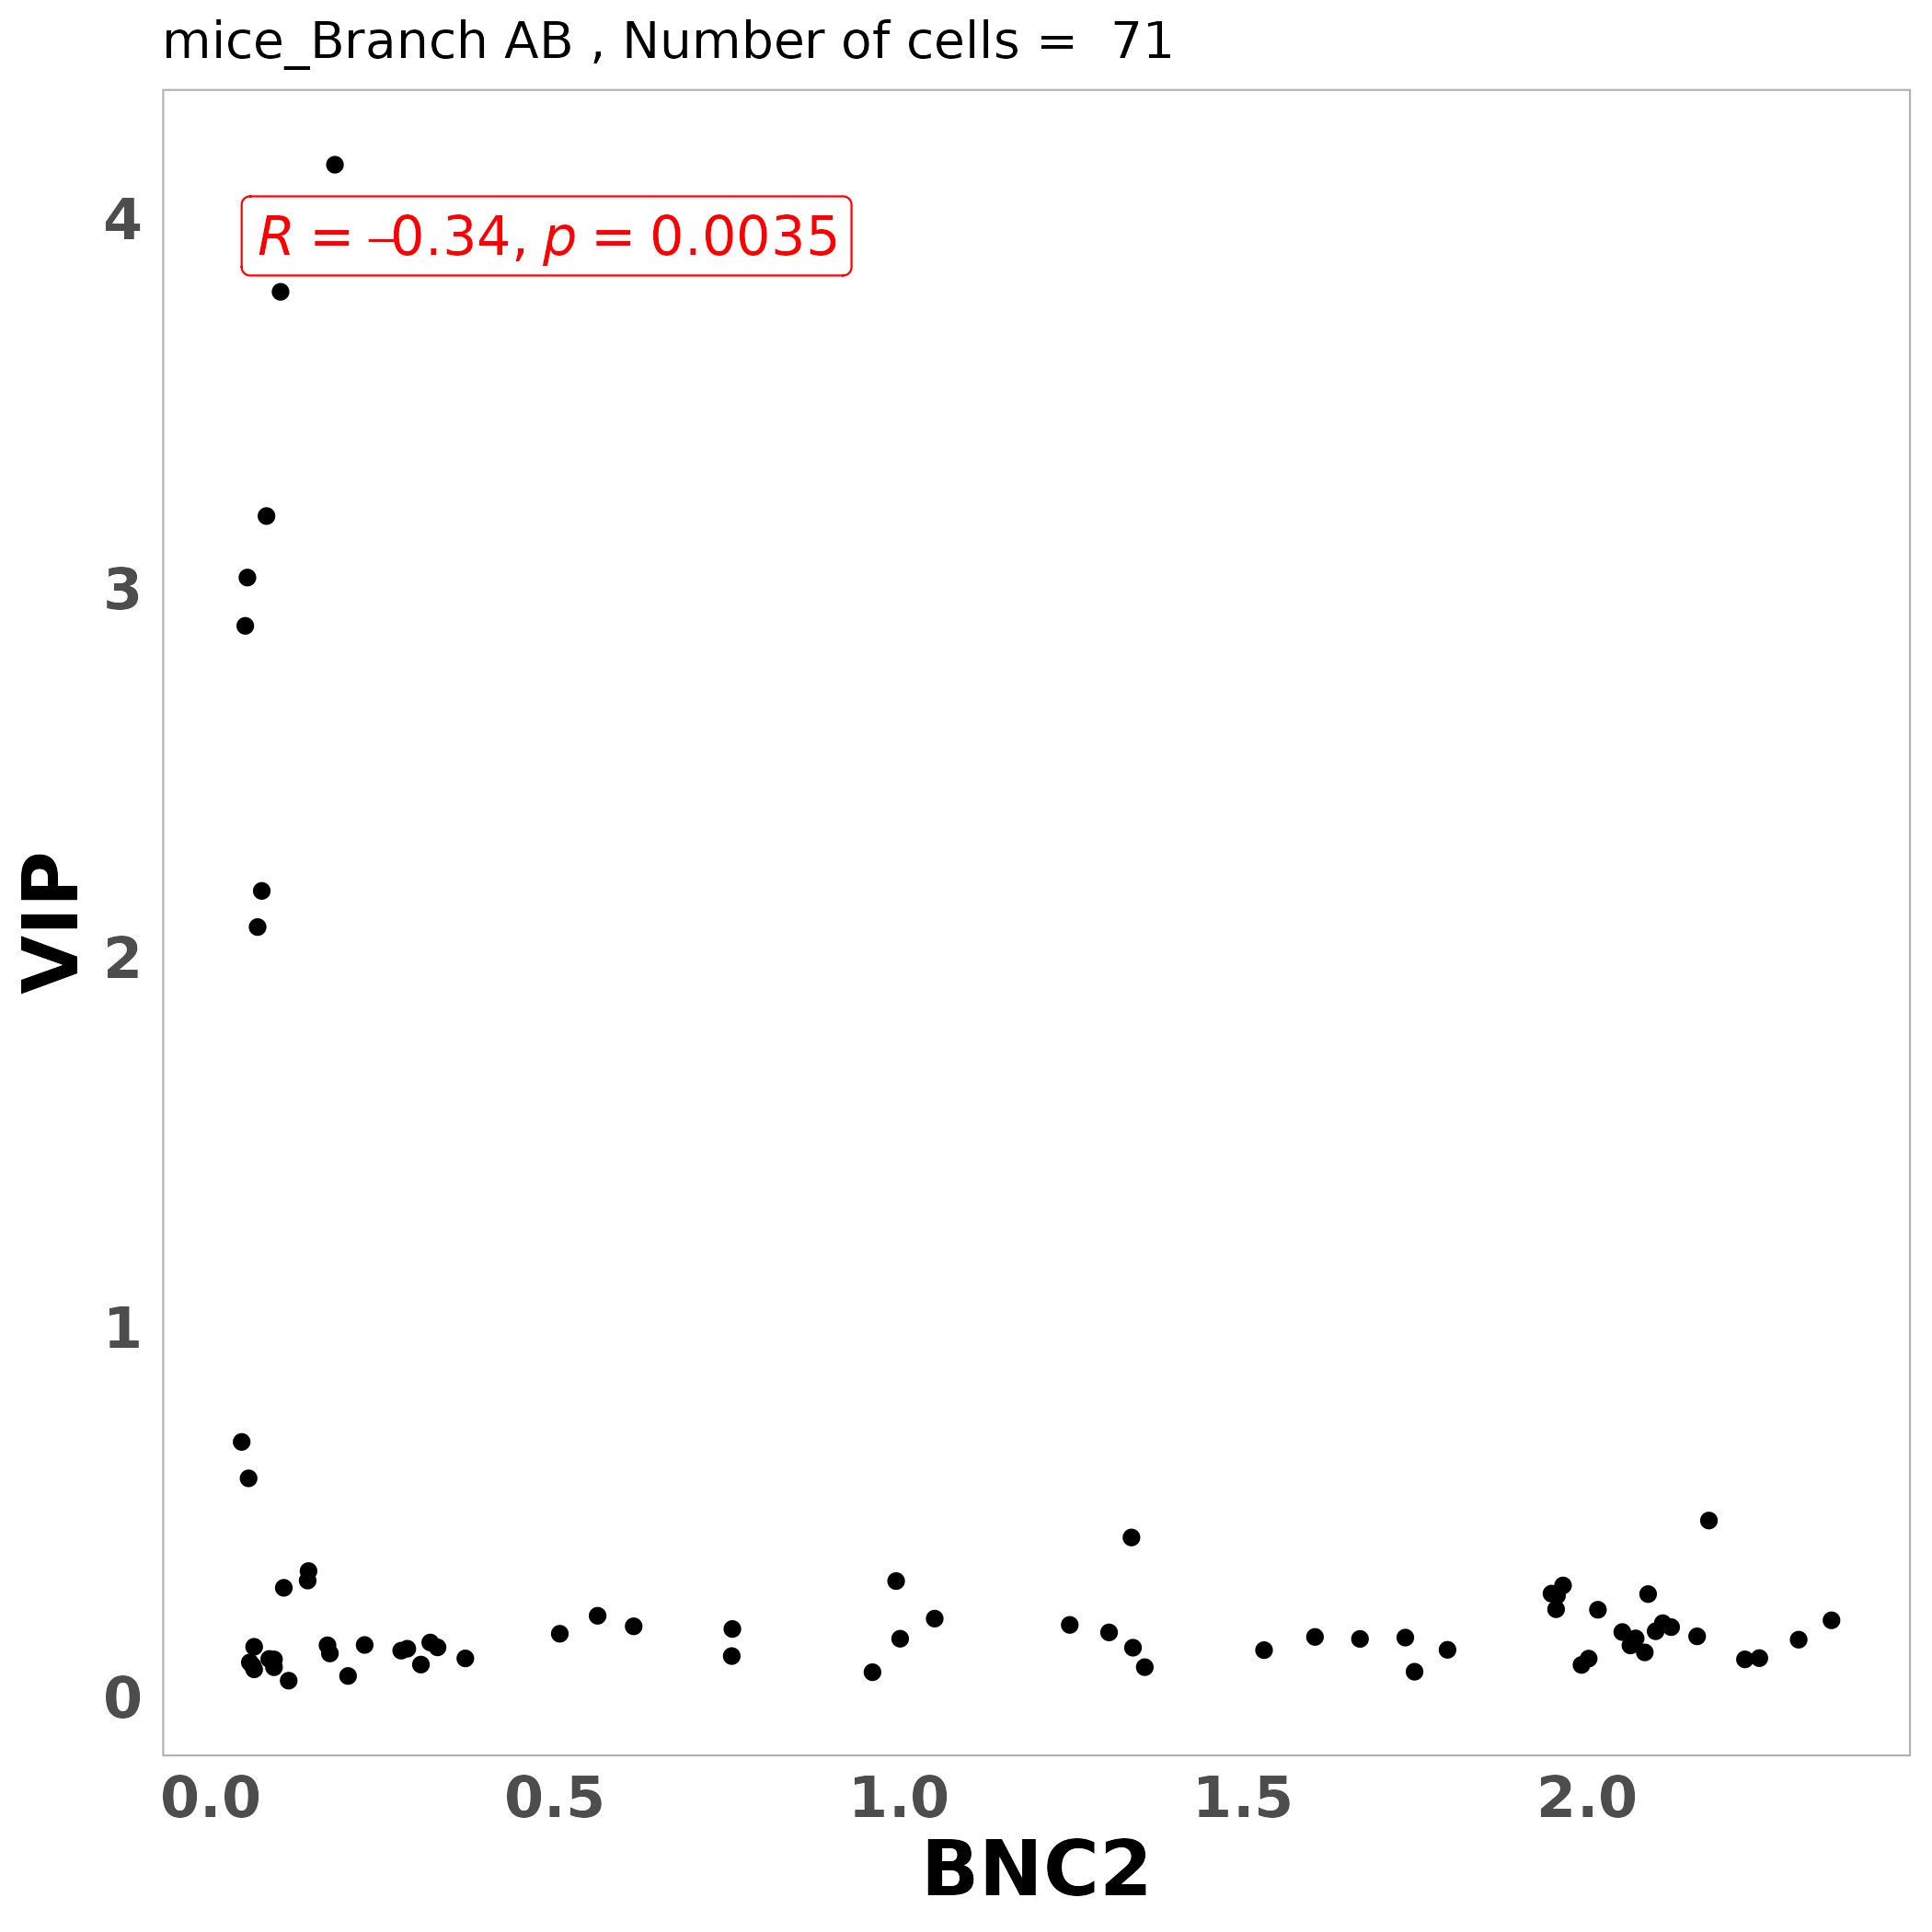 mice_Branch AB , Number of cells =  71
R = –0.34, p = 0.0035
4
3
2
1
0
VIP
0.0 0.5 1.0 1.5 2.0
BNC2